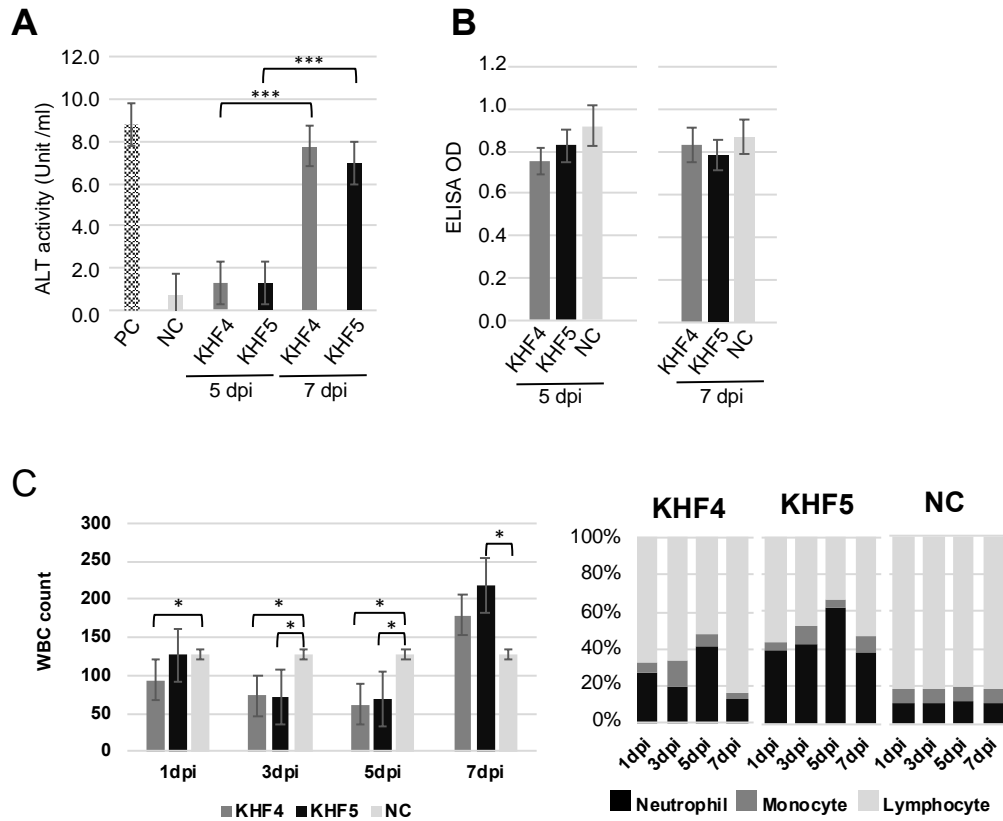 A
ALT activity (Unit /ml)
12.0
10.0
8.0
6.0
4.0
2.0
0.0
***
***
PC
NC
KHF4
KHF5
KHF4
KHF5
5 dpi
7 dpi
B
ELISA OD
1.2
1.0
0.8
0.6
0.4
0.2
0.0
KHF4
KHF5
NC
KHF4
KHF5
NC
5 dpi
7 dpi
C
WBC count
300
250
200
150
100
50
0
*
*
*
*
*
*
1dpi
3dpi
5dpi
7dpi
KHF4 KHF5 NC
KHF4
KHF5
NC
100%
80%
60%
40%
20%
0%
1dpi
3dpi
5dpi
7dpi
1dpi
3dpi
5dpi
7dpi
1dpi
3dpi
5dpi
7dpi
Neutrophil Monocyte Lymphocyte